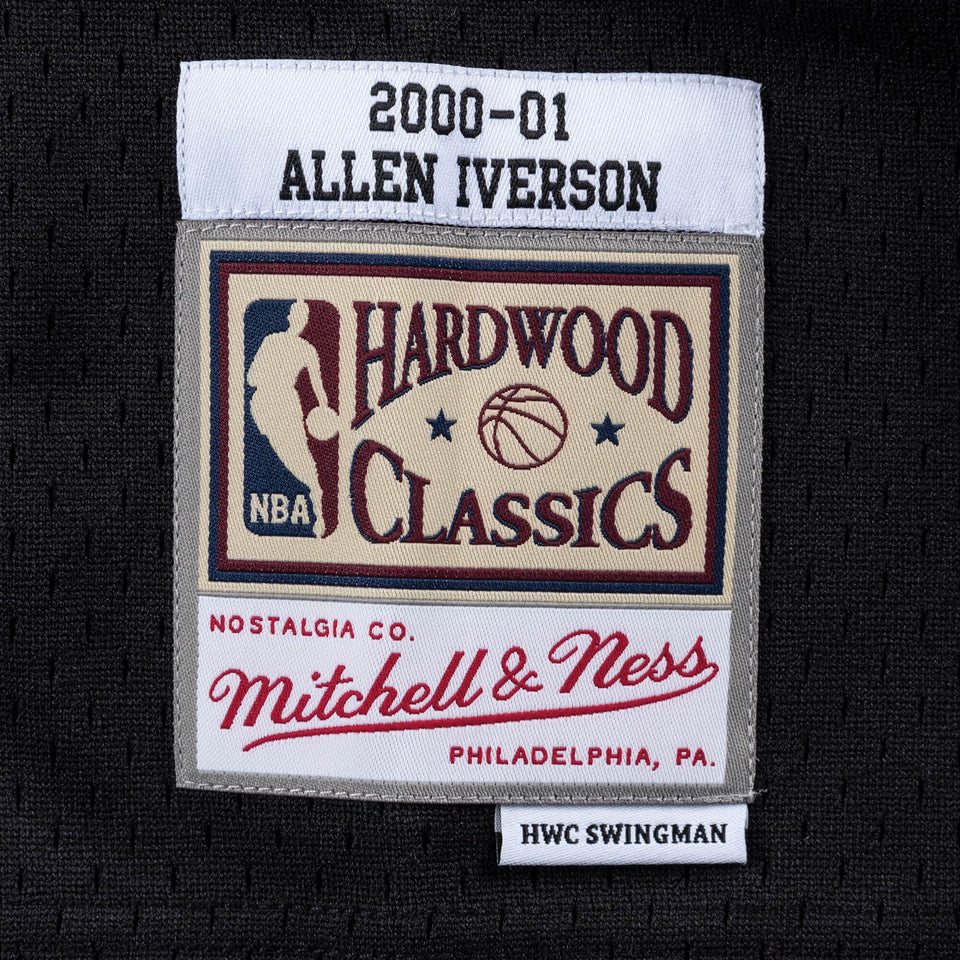 2000-01
ALLEN IVERSON
HARDWOOD
CLASSICS
NBA
NOSTALGIA CO.
Mitchell & Ness
PHILADELPHIA, PA.
HWC SWINGMAN